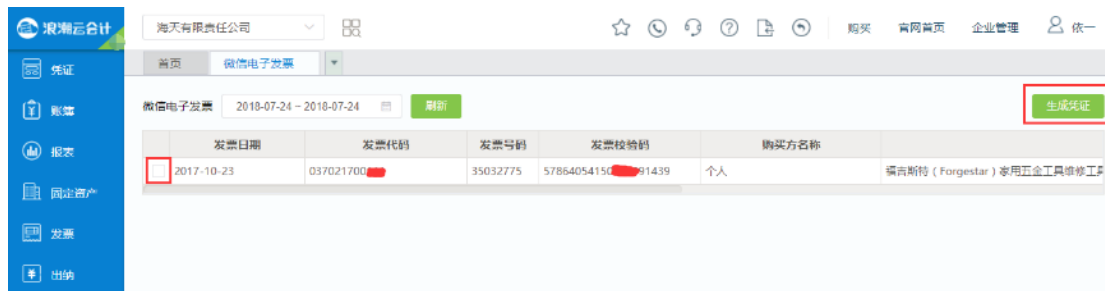 浪潮云会计
海天有限责任公司
购买 官网首页 企业管理 依一
凭证
首页 微信电子发票
账簿
微信电子发票 2018-07-24 ~ 2018-07-24 刷新 生成凭证
发票日期 发票代码 发票号码 发票校验码 购买方名称
报表
2017-10-23 037021700 35032775 57864054150 91439 个人 福吉斯特 ( Forgestar ) 家用五金工具维修工具
固定资产
发票
出纳